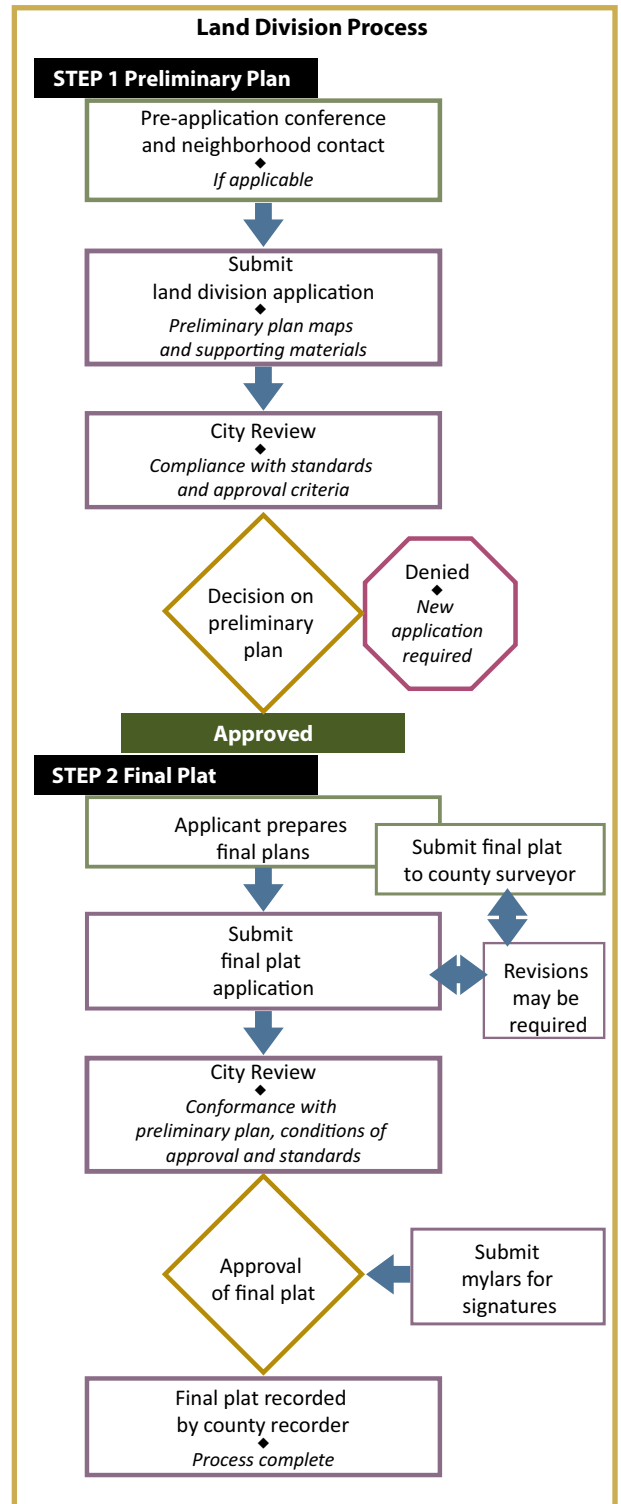 Land Division Process
STEP 1 Preliminary Plan
Pre-application conference
and neighborhood contact
◆
If applicable
Submit
land division application
◆
Preliminary plan maps
and supporting materials
City Review
◆
Compliance with standards
and approval criteria
Decision on
preliminary
plan
Denied
◆
New
application
required
Approved
STEP 2 Final Plat
Applicant prepares
final plans
Submit final plat
to county surveyor
Submit
final plat
application
Revisions
may be
required
City Review
◆
Conformance with
preliminary plan, conditions of
approval and standards
Approval
of final plat
Submit
mylars for
signatures
Final plat recorded
by county recorder
◆
Process complete